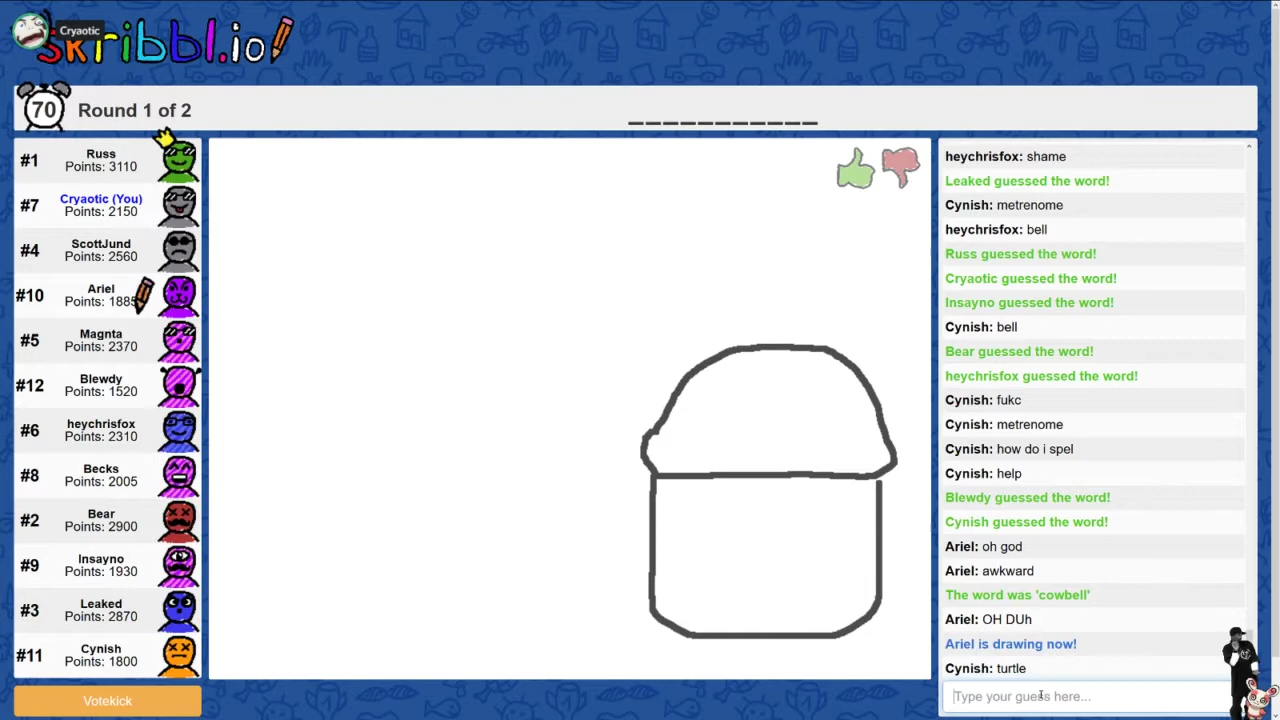 Cryaotic
skribbl.io
70
Round 1 of 2
___________
#1 Russ
Points: 3110
#7 Cryaotic (You)
Points: 2150
#4 ScottJund
Points: 2560
#10 Ariel
Points: 1885
#5 Magnta
Points: 2370
#12 Blewdy
Points: 1520
#6 heychrisfox
Points: 2310
#8 Becks
Points: 2005
#2 Bear
Points: 2900
#9 Insayno
Points: 1930
#3 Leaked
Points: 2870
#11 Cynish
Points: 1800
Votekick
heychrisfox: shame
Leaked guessed the word!
Cynish: metrenome
heychrisfox: bell
Russ guessed the word!
Cryaotic guessed the word!
Insayno guessed the word!
Cynish: bell
Bear guessed the word!
heychrisfox guessed the word!
Cynish: fukc
Cynish: metrenome
Cynish: how do i spel
Cynish: help
Blewdy guessed the word!
Cynish guessed the word!
Ariel: oh god
Ariel: awkward
The word was 'cowbell'
Ariel: OH DUh
Ariel is drawing now!
Cynish: turtle
Type your guess here...